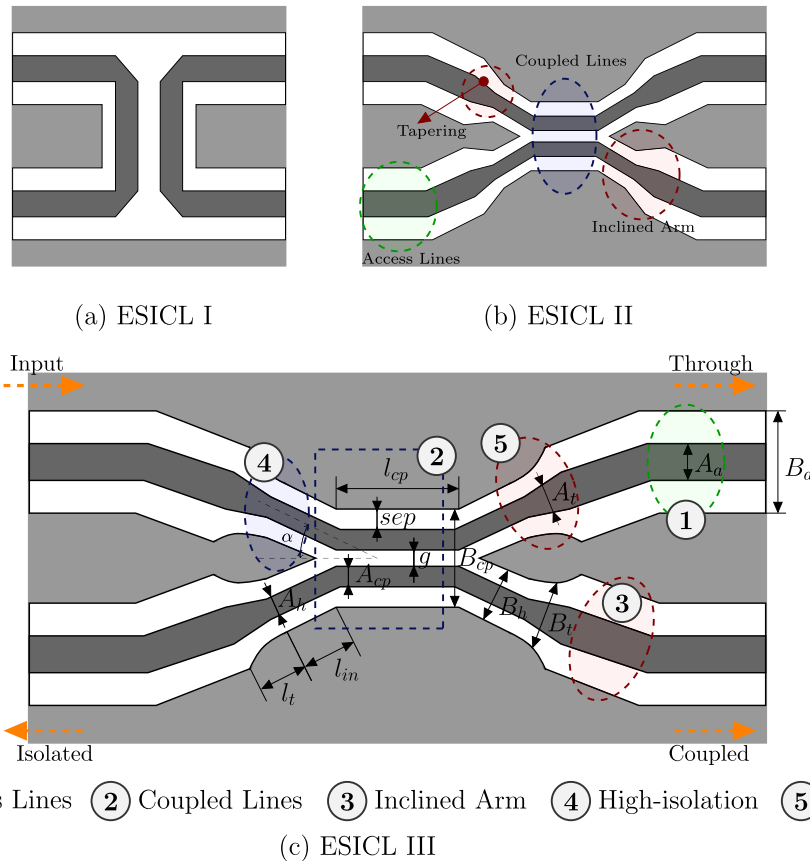 Coupled Lines
Tapering
Inclined Arm
Access Lines
(a) ESICL I
(b) ESICL II
Input
Through
4
2
5
l_cp
A_a
B_a
A_t
sep
1
α
g
B_cp
A_cp
A_h
B_h
B_t
3
l_in
l_t
Isolated
Coupled
s Lines 2 Coupled Lines 3 Inclined Arm 4 High-isolation 5
(c) ESICL III